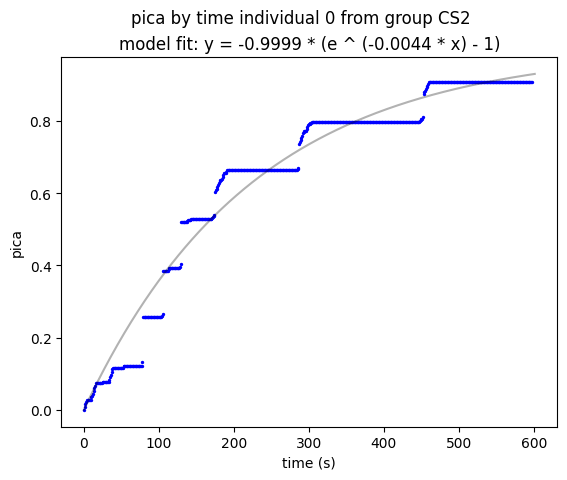 pica by time individual 0 from group CS2
model fit: y = -0.9999 * (e ^ (-0.0044 * x) - 1)
pica
0.8
0.6
0.4
0.2
0.0
0 100 200 300 400 500 600
time (s)